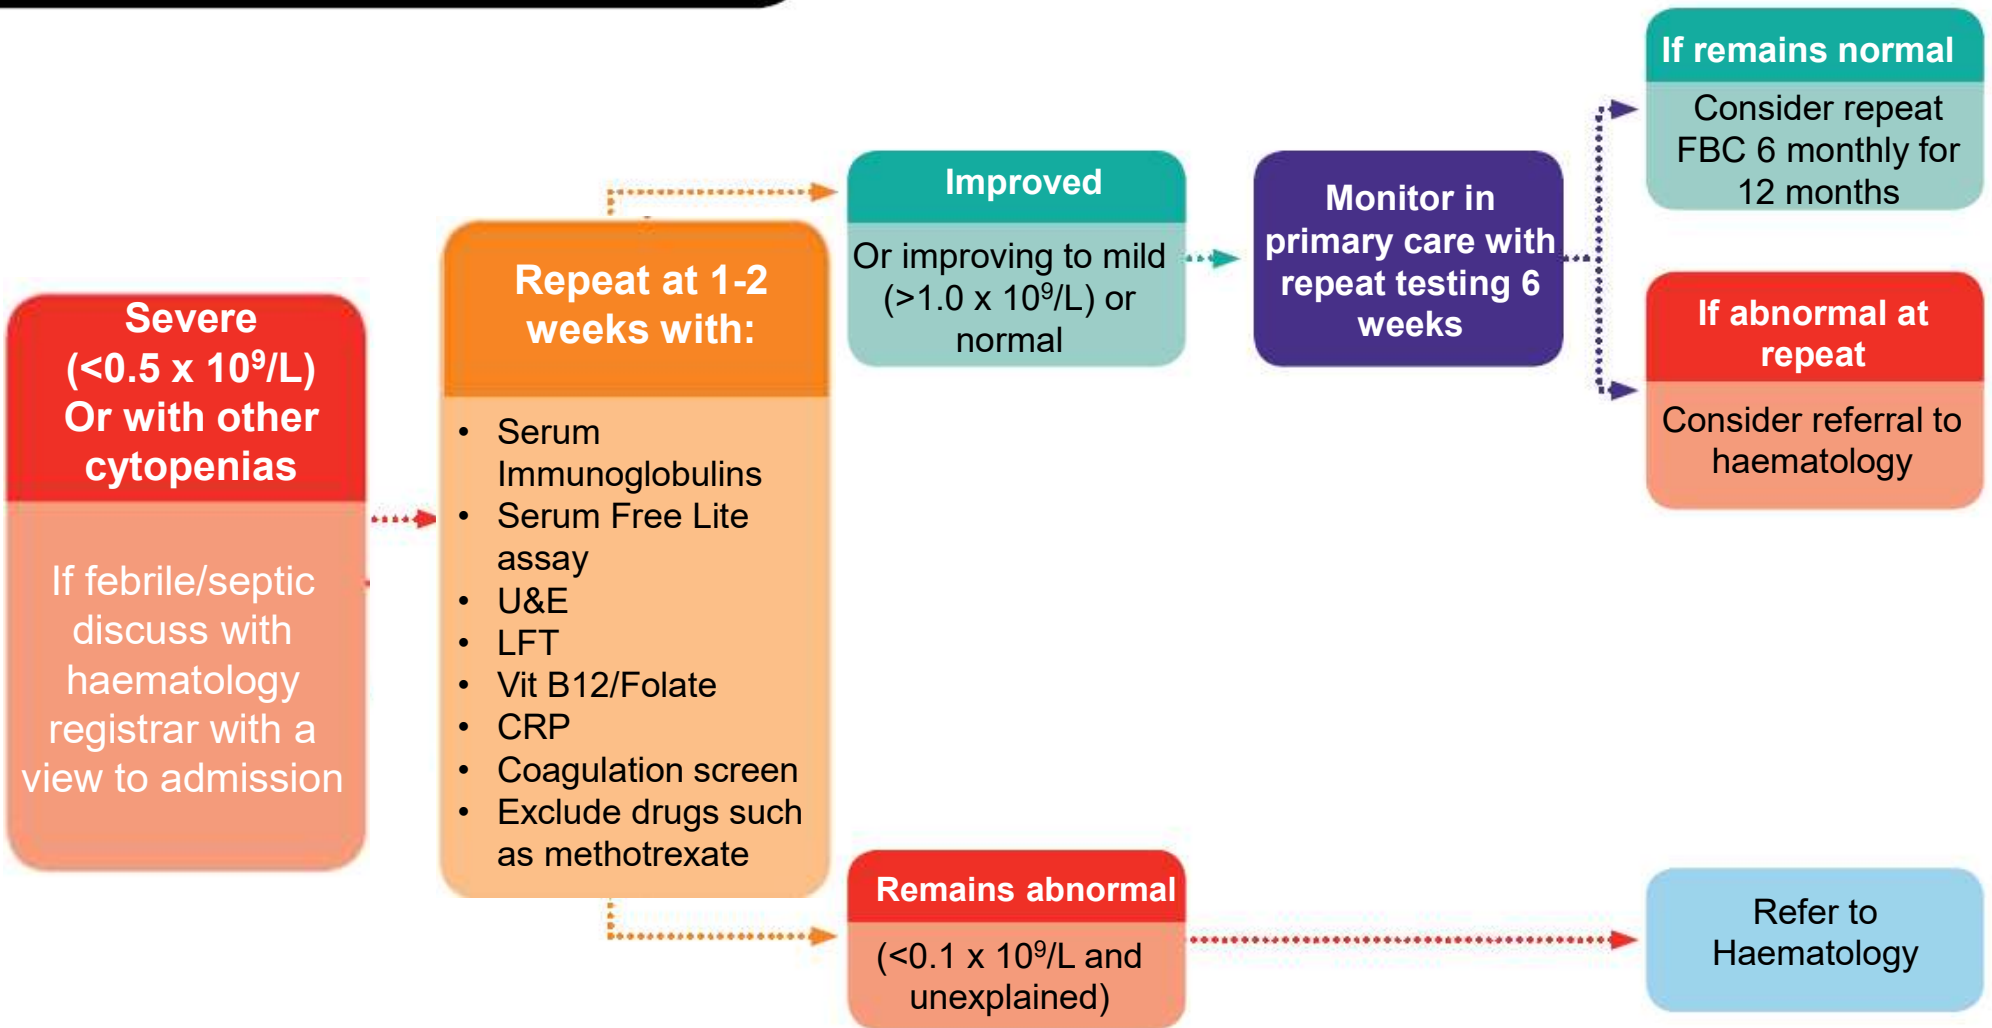 Severe
(<0.5 x 10⁹/L)
Or with other
cytopenias
If febrile/septic
discuss with
haematology
registrar with a
view to admission
Repeat at 1-2
weeks with:
• Serum
Immunoglobulins
• Serum Free Lite
assay
• U&E
• LFT
• Vit B12/Folate
• CRP
• Coagulation screen
• Exclude drugs such
as methotrexate
Improved
Or improving to mild
(>1.0 x 10⁹/L) or
normal
Monitor in
primary care with
repeat testing 6
weeks
If remains normal
Consider repeat
FBC 6 monthly for
12 months
If abnormal at
repeat
Consider referral to
haematology
Remains abnormal
(<0.1 x 10⁹/L and
unexplained)
Refer to
Haematology